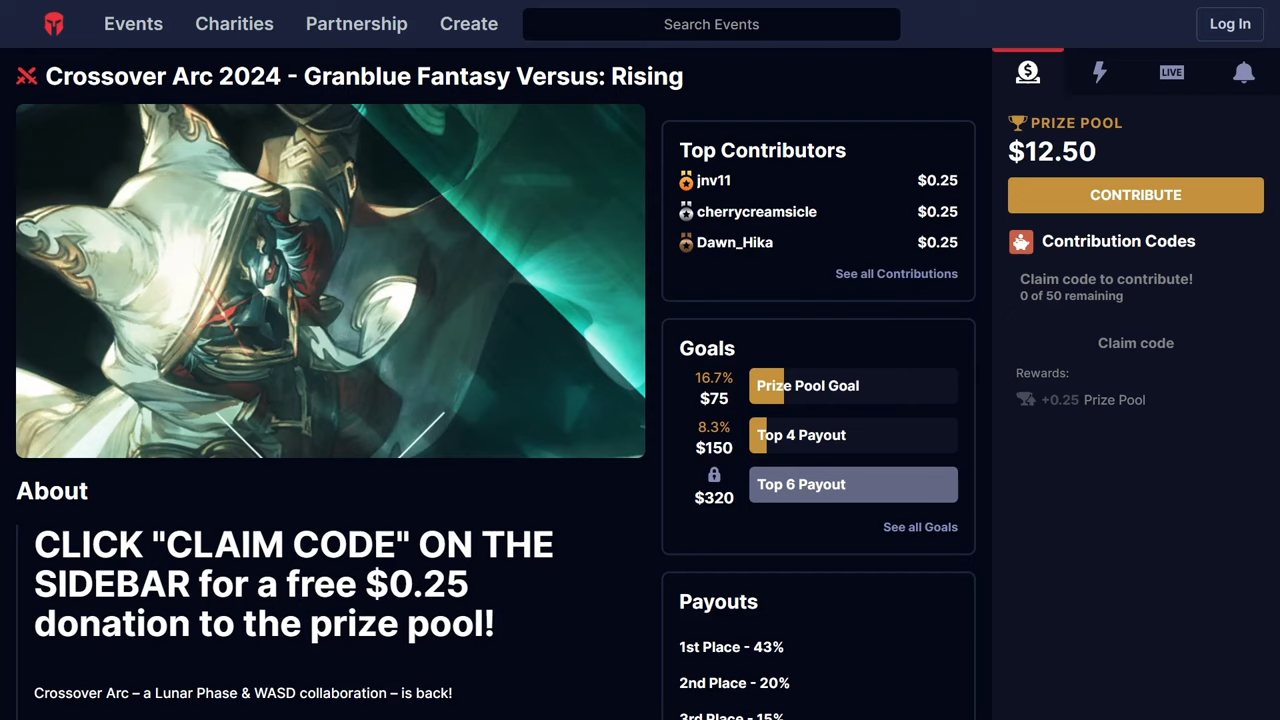 Events
Charities
Partnership
Create
Search Events
Log In
Crossover Arc 2024 - Granblue Fantasy Versus: Rising
LIVE
Top Contributors
jnv11 $0.25
cherrycreamsicle $0.25
Dawn_Hika $0.25
See all Contributions
Goals
16.7%
$75
Prize Pool Goal
8.3%
$150
Top 4 Payout
$320
Top 6 Payout
See all Goals
Payouts
1st Place - 43%
2nd Place - 20%
3rd Place - 15%
About
CLICK "CLAIM CODE" ON THE
SIDEBAR for a free $0.25
donation to the prize pool!
Crossover Arc – a Lunar Phase & WASD collaboration – is back!
PRIZE POOL
$12.50
CONTRIBUTE
Contribution Codes
Claim code to contribute!
0 of 50 remaining
Claim code
Rewards:
+0.25 Prize Pool